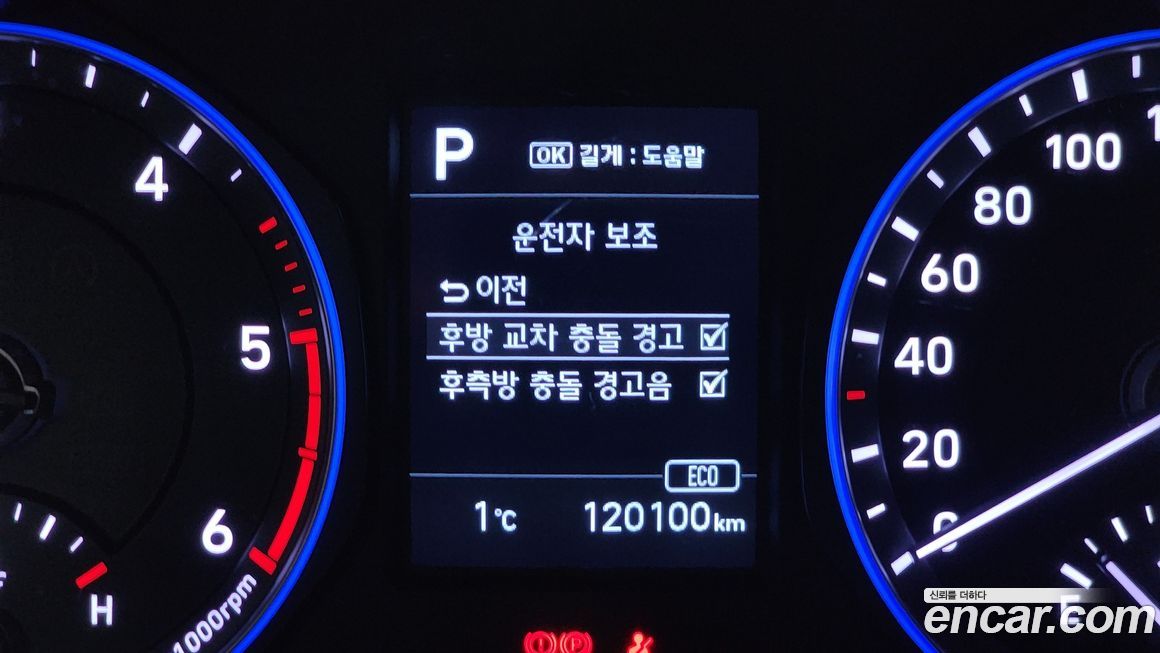 P
OK 길게 : 도움말
운전자 보조
이전
후방 교차 충돌 경고
후측방 충돌 경고음
ECO
1℃ 120100km
4
5
6
1000rpm
H
100
80
60
40
20
0
E
P
신뢰를 더하다
encar.com